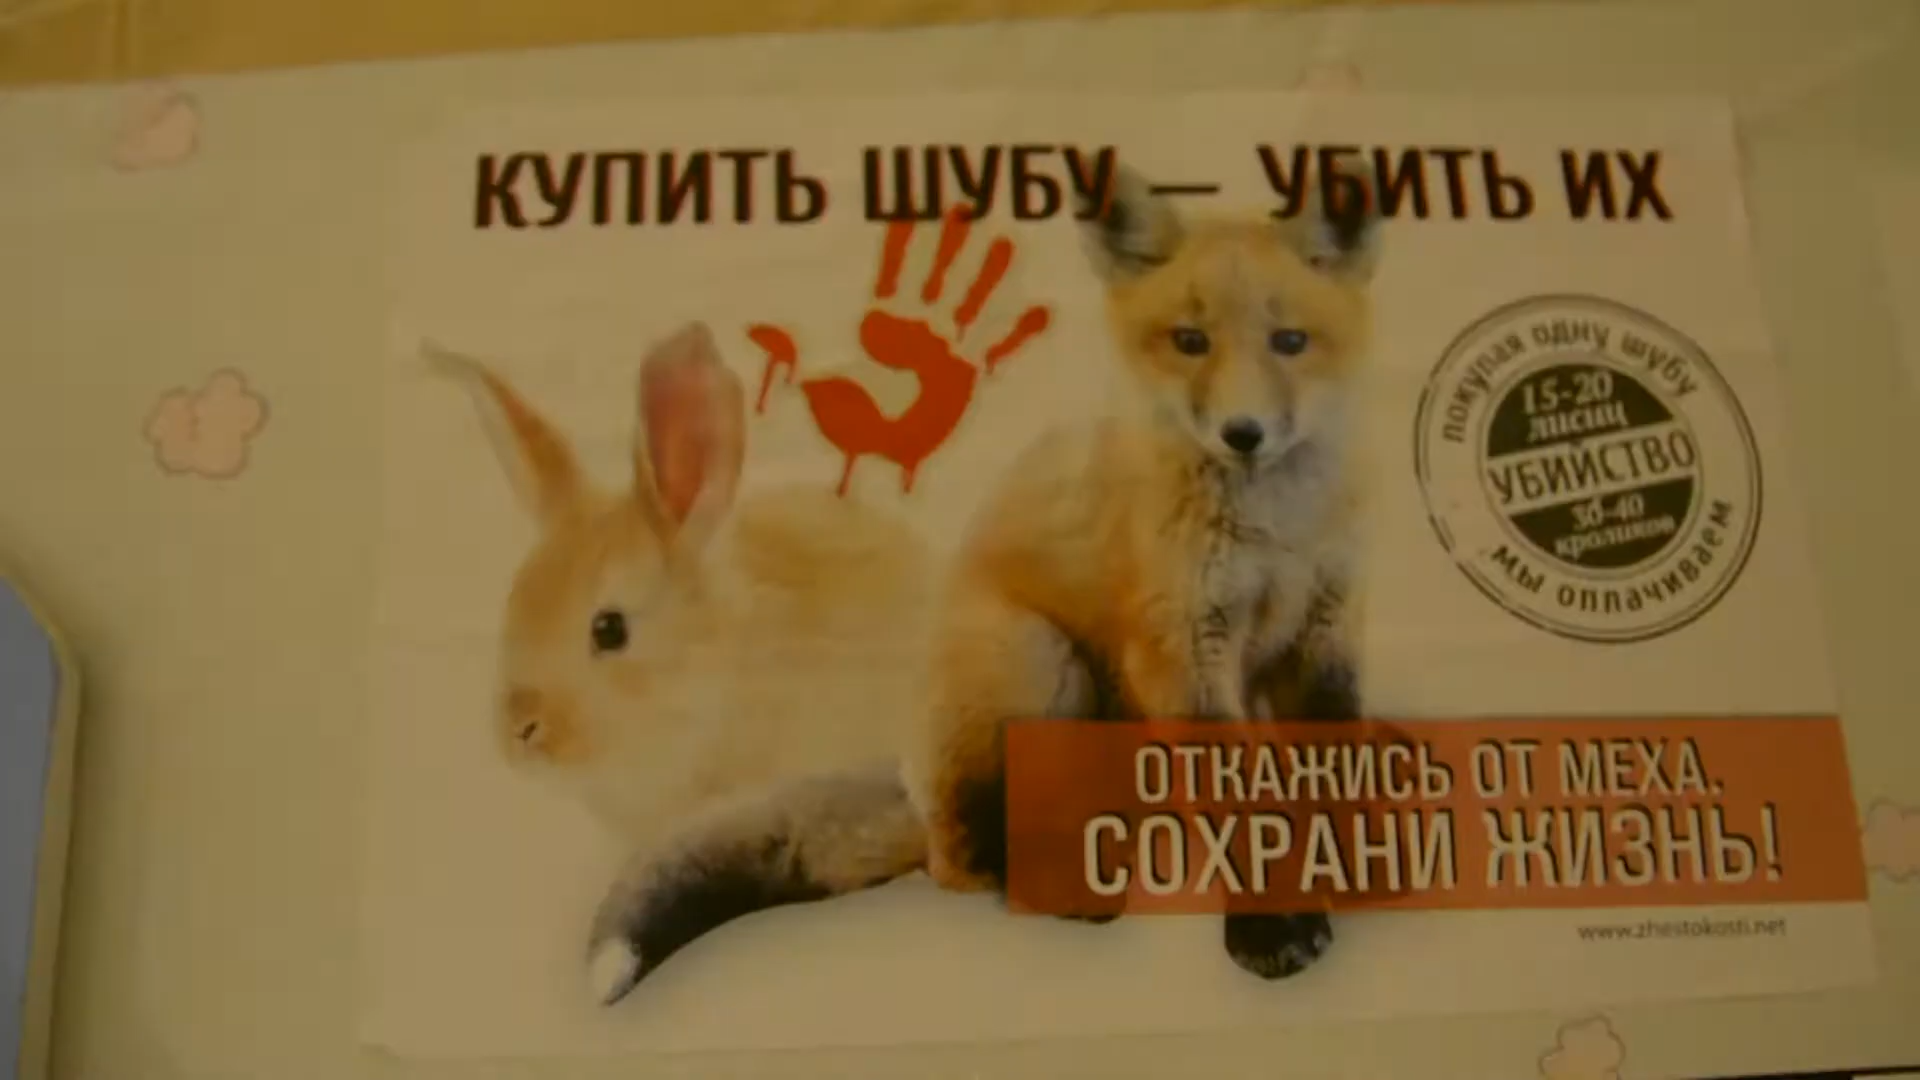 КУПИТЬ ШУБУ — УБИТЬ ИХ
покупая одну шубу
15-20
лисиц
УБИЙСТВО
30-40
кроликов
мы оплачиваем
ОТКАЖИСЬ ОТ МЕХА.
СОХРАНИ ЖИЗНЬ!
www.zhestokosti.net